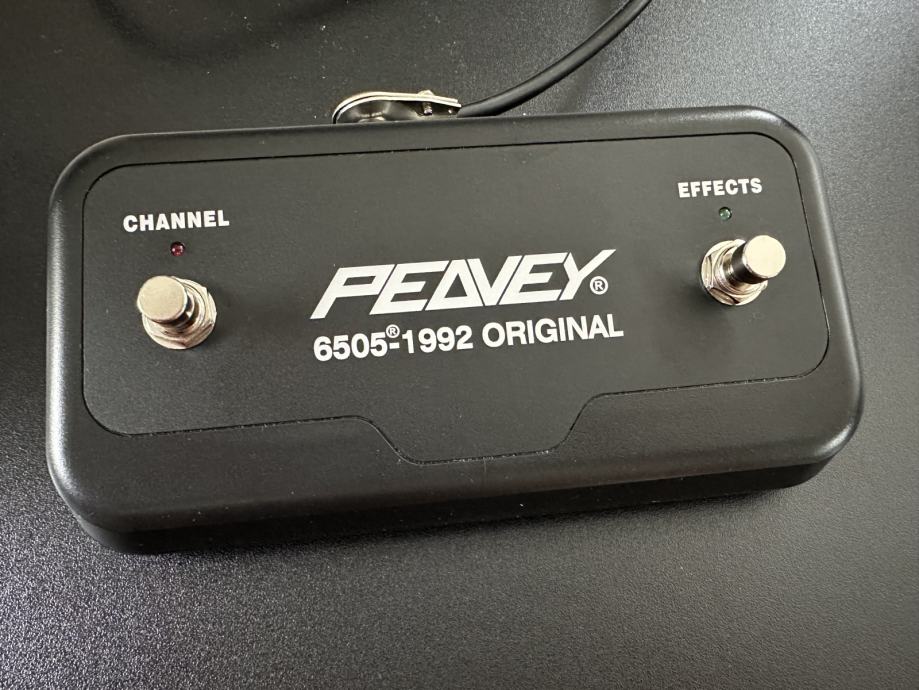 CHANNEL
EFFECTS
PEAVEY®
6505®-1992 ORIGINAL